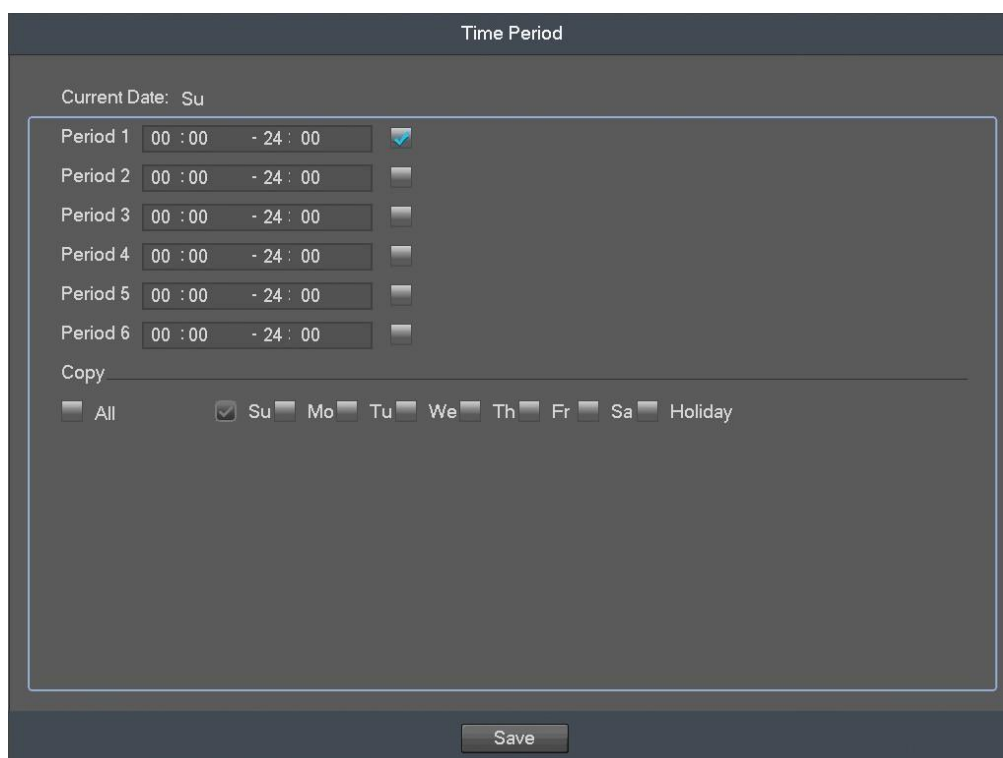 Time Period
Current Date: Su
Period 1 00 : 00 - 24 : 00
Period 2 00 : 00 - 24 : 00
Period 3 00 : 00 - 24 : 00
Period 4 00 : 00 - 24 : 00
Period 5 00 : 00 - 24 : 00
Period 6 00 : 00 - 24 : 00
Copy
All Su Mo Tu We Th Fr Sa Holiday
Save